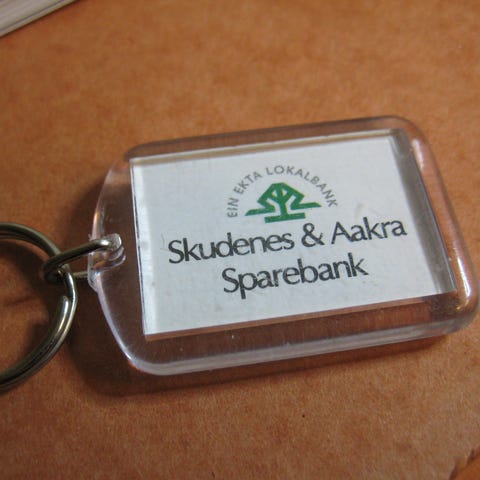 EIN EKTA LOKALBANK
Skudenes & Aakra
Sparebank